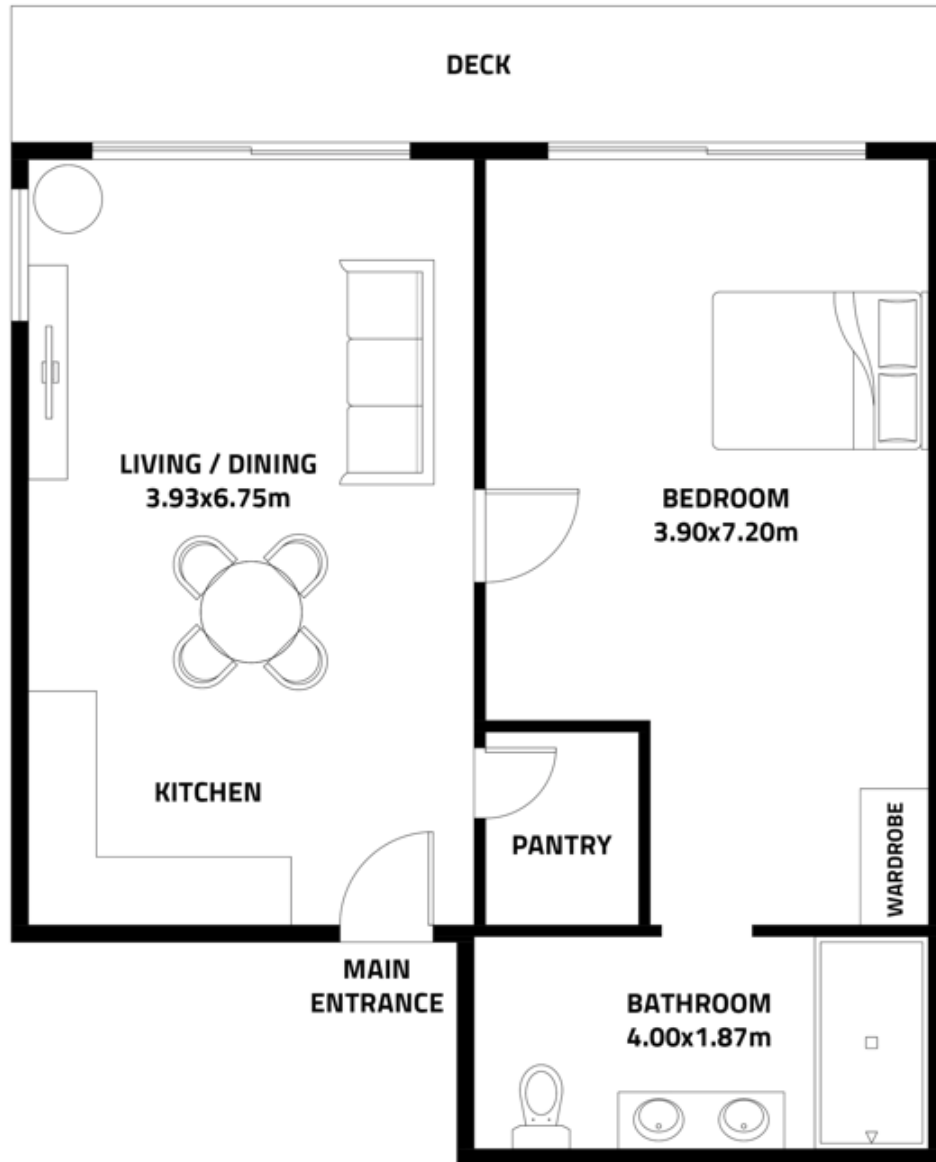 DECK
LIVING / DINING
3.93x6.75m
BEDROOM
3.90x7.20m
KITCHEN
PANTRY
WARDROBE
MAIN
ENTRANCE
BATHROOM
4.00x1.87m